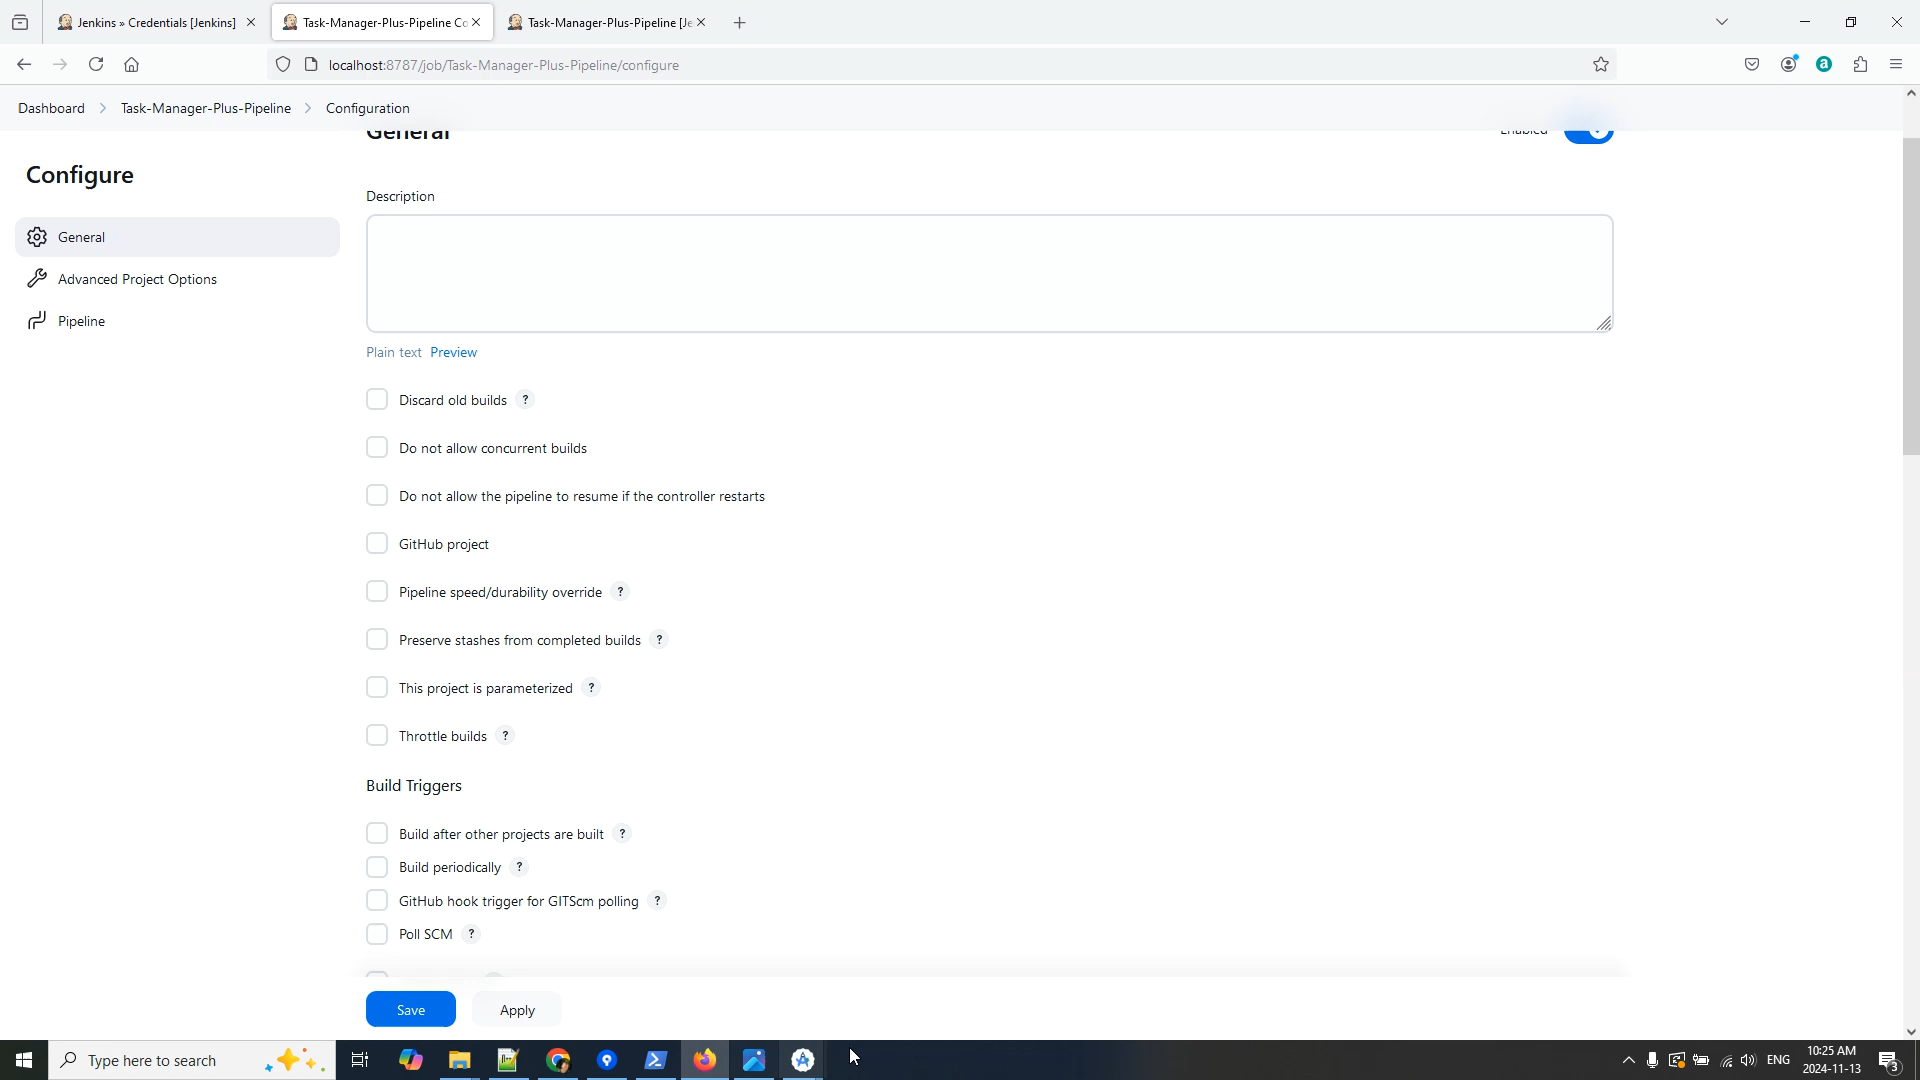 Jenkins » Credentials [Jenkins]
Task-Manager-Plus-Pipeline Co
Task-Manager-Plus-Pipeline [Je
localhost:8787/job/Task-Manager-Plus-Pipeline/configure
Dashboard
Task-Manager-Plus-Pipeline
Configuration
General
Enabled
Configure
General
Advanced Project Options
Pipeline
Description
Plain text Preview
Discard old builds ?
Do not allow concurrent builds
Do not allow the pipeline to resume if the controller restarts
GitHub project
Pipeline speed/durability override ?
Preserve stashes from completed builds ?
This project is parameterized ?
Throttle builds ?
Build Triggers
Build after other projects are built ?
Build periodically ?
GitHub hook trigger for GITScm polling ?
Poll SCM ?
Save
Apply
Type here to search
ENG
10:25 AM
2024-11-13
3